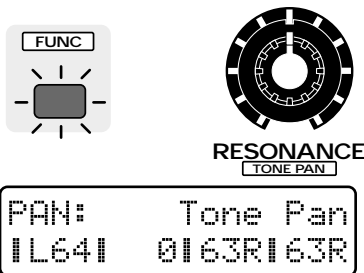 FUNC
RESONANCE
TONE PAN
PAN: Tone Pan
L64 0 63R 63R